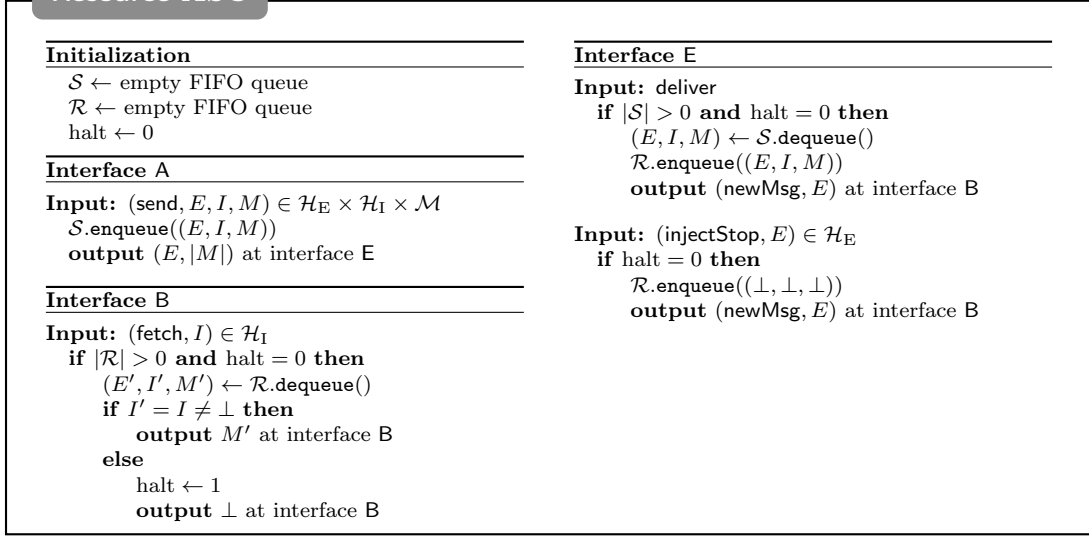 Initialization
𝒮 ← empty FIFO queue
ℛ ← empty FIFO queue
halt ← 0
Interface A
Input: (send, E, I, M) ∈ ℋ_E × ℋ_I × ℳ
𝒮.enqueue((E, I, M))
output (E, |M|) at interface E
Interface B
Input: (fetch, I) ∈ ℋ_I
if |ℛ| > 0 and halt = 0 then
(E′, I′, M′) ← ℛ.dequeue()
if I′ = I ≠ ⊥ then
output M′ at interface B
else
halt ← 1
output ⊥ at interface B
Interface E
Input: deliver
if |𝒮| > 0 and halt = 0 then
(E, I, M) ← 𝒮.dequeue()
ℛ.enqueue((E, I, M))
output (newMsg, E) at interface B
Input: (injectStop, E) ∈ ℋ_E
if halt = 0 then
ℛ.enqueue((⊥, ⊥, ⊥))
output (newMsg, E) at interface B